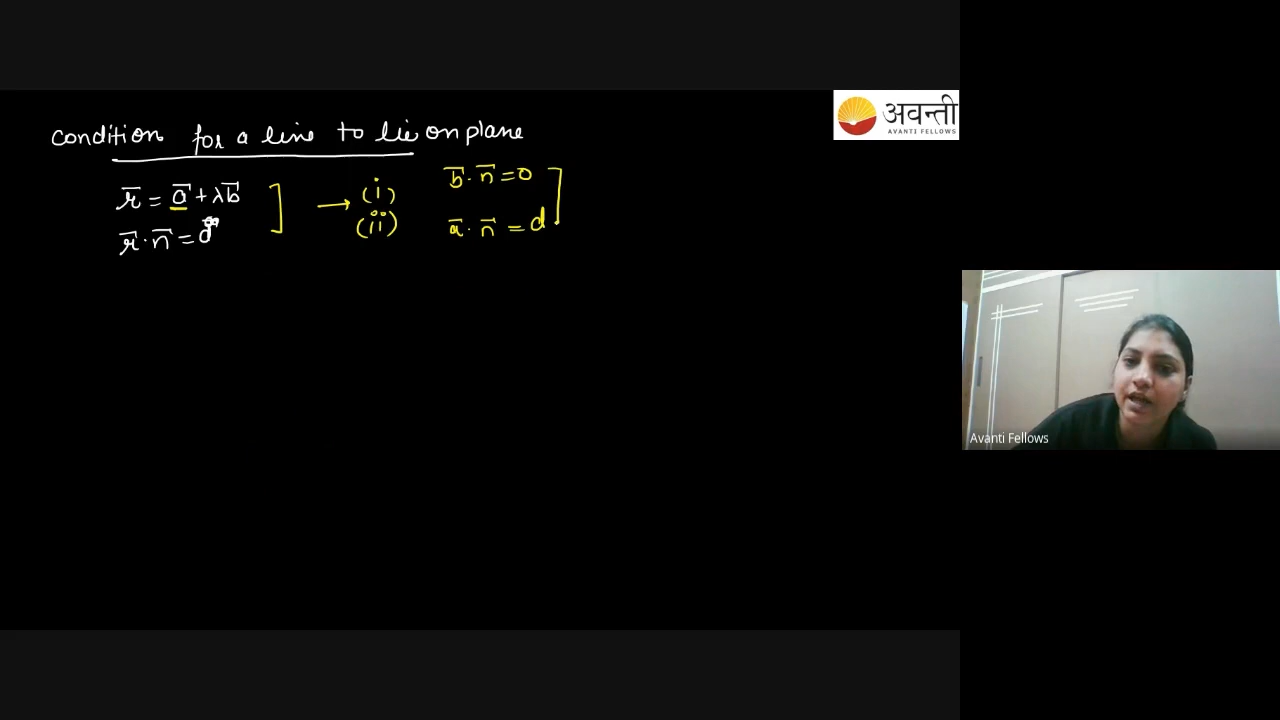 condition for a line to lie on plane
r̄ = ā + λb̄ ] → (i) b̄ · n̄ = 0 ]
r̄ · n̄ = d (ii) ā · n̄ = d
अवन्ती
AVANTI FELLOWS
Avanti Fellows